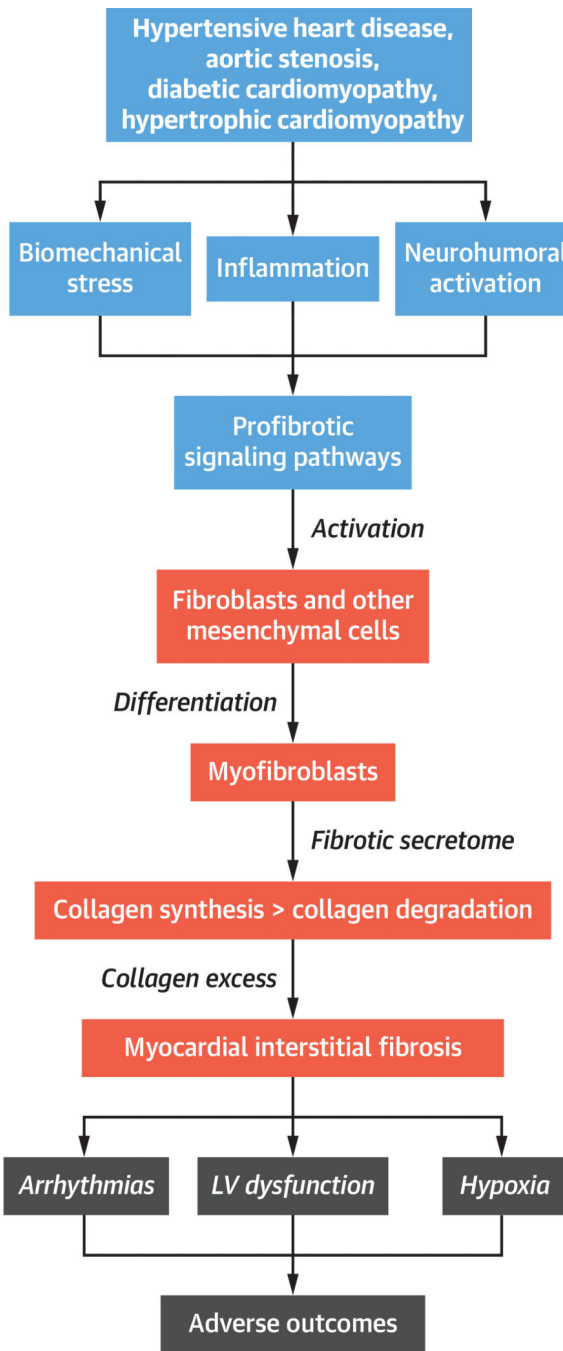 Hypertensive heart disease,
aortic stenosis,
diabetic cardiomyopathy,
hypertrophic cardiomyopathy
Biomechanical
stress
Inflammation
Neurohumoral
activation
Profibrotic
signaling pathways
Activation
Fibroblasts and other
mesenchymal cells
Differentiation
Myofibroblasts
Fibrotic secretome
Collagen synthesis > collagen degradation
Collagen excess
Myocardial interstitial fibrosis
Arrhythmias
LV dysfunction
Hypoxia
Adverse outcomes